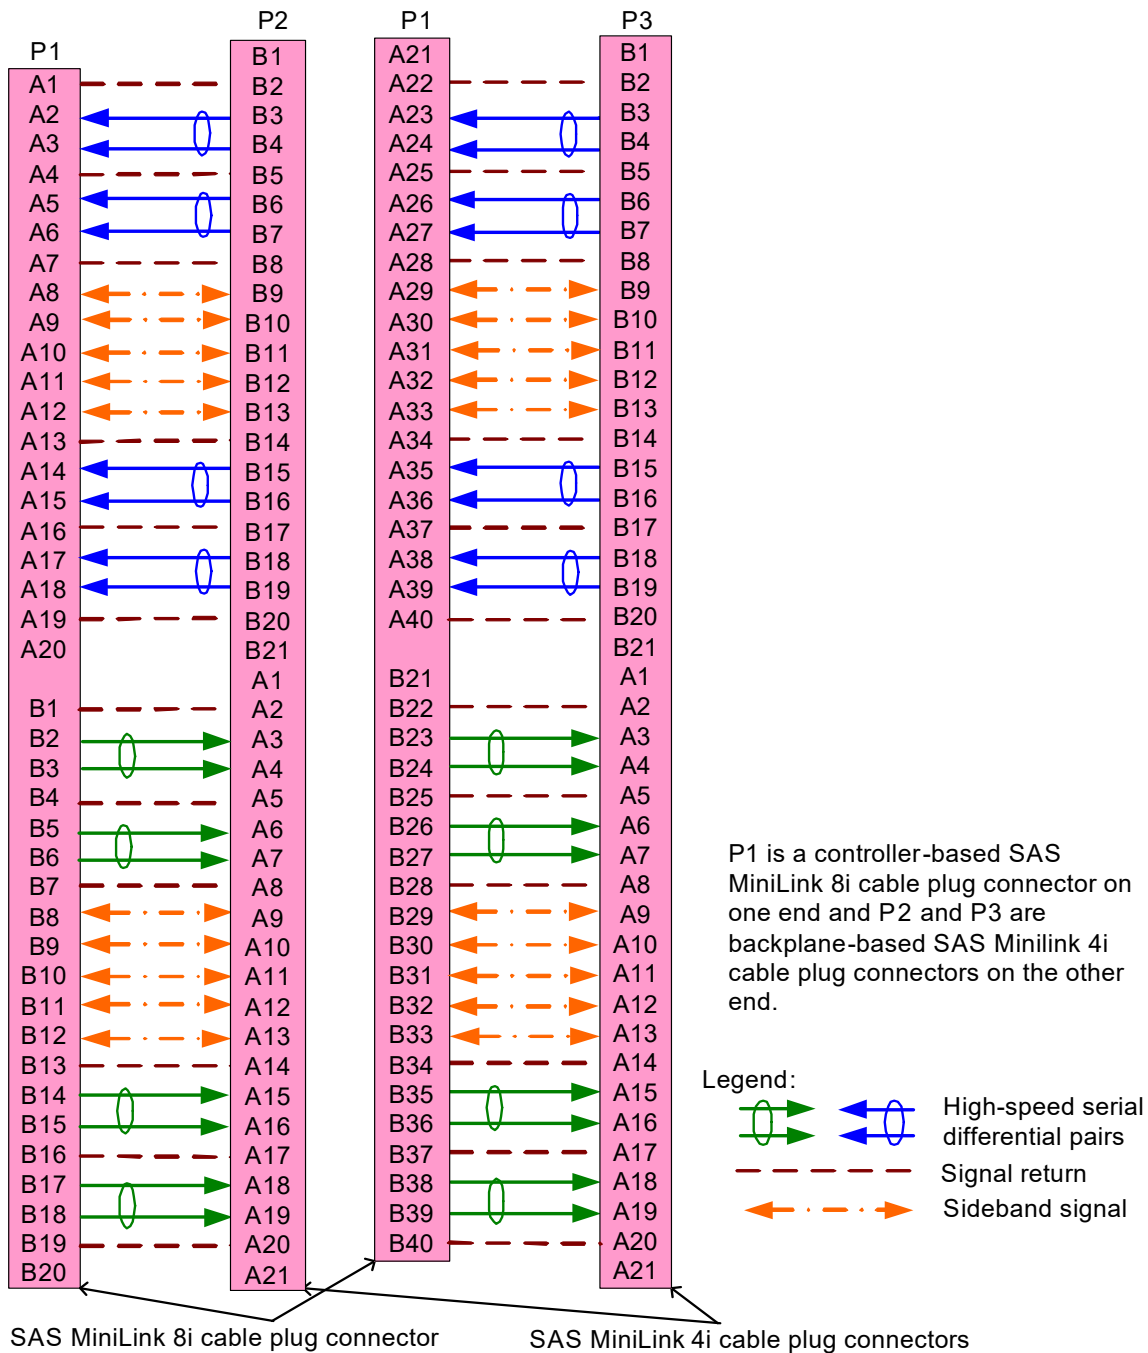 P1
A1
A2
A3
A4
A5
A6
A7
A8
A9
A10
A11
A12
A13
A14
A15
A16
A17
A18
A19
A20
B1
B2
B3
B4
B5
B6
B7
B8
B9
B10
B11
B12
B13
B14
B15
B16
B17
B18
B19
B20
P2
B1
B2
B3
B4
B5
B6
B7
B8
B9
B10
B11
B12
B13
B14
B15
B16
B17
B18
B19
B20
B21
A1
A2
A3
A4
A5
A6
A7
A8
A9
A10
A11
A12
A13
A14
A15
A16
A17
A18
A19
A20
A21
P1
A21
A22
A23
A24
A25
A26
A27
A28
A29
A30
A31
A32
A33
A34
A35
A36
A37
A38
A39
A40
B21
B22
B23
B24
B25
B26
B27
B28
B29
B30
B31
B32
B33
B34
B35
B36
B37
B38
B39
B40
P3
B1
B2
B3
B4
B5
B6
B7
B8
B9
B10
B11
B12
B13
B14
B15
B16
B17
B18
B19
B20
B21
A1
A2
A3
A4
A5
A6
A7
A8
A9
A10
A11
A12
A13
A14
A15
A16
A17
A18
A19
A20
A21
P1 is a controller-based SAS
MiniLink 8i cable plug connector on
one end and P2 and P3 are
backplane-based SAS Minilink 4i
cable plug connectors on the other
end.
Legend:
High-speed serial
differential pairs
Signal return
Sideband signal
SAS MiniLink 8i cable plug connector
SAS MiniLink 4i cable plug connectors